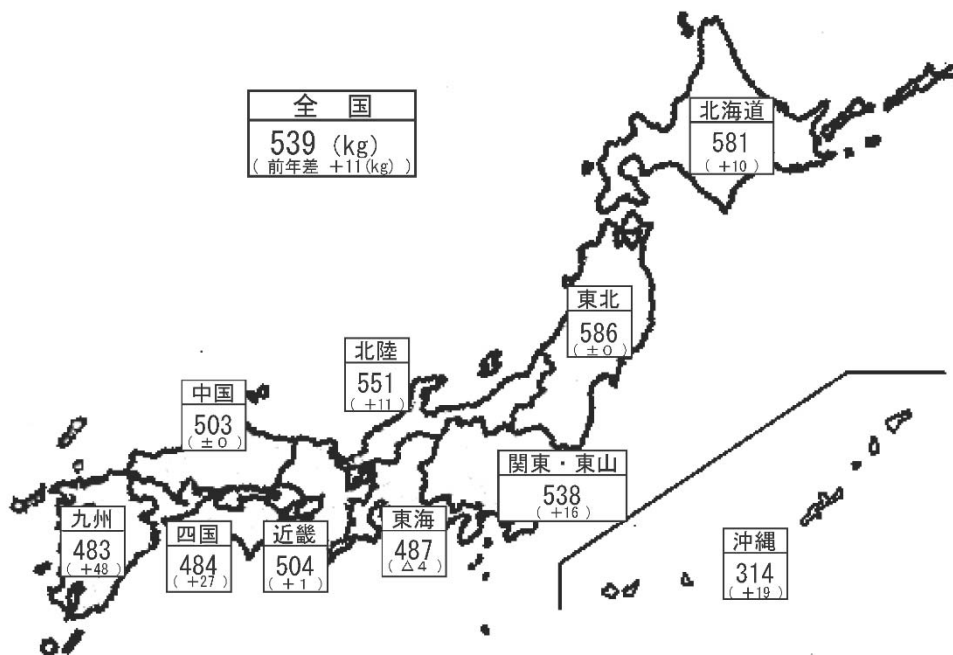 全 国
539 (kg)
( 前年差 +11(kg) )
北海道
581
( +10 )
東北
586
( ±0 )
北陸
551
( +11 )
中国
503
( ±0 )
関東・東山
538
( +16 )
九州
483
( +48 )
四国
484
( +27 )
近畿
504
( +1 )
東海
487
( △4 )
沖縄
314
( +19 )